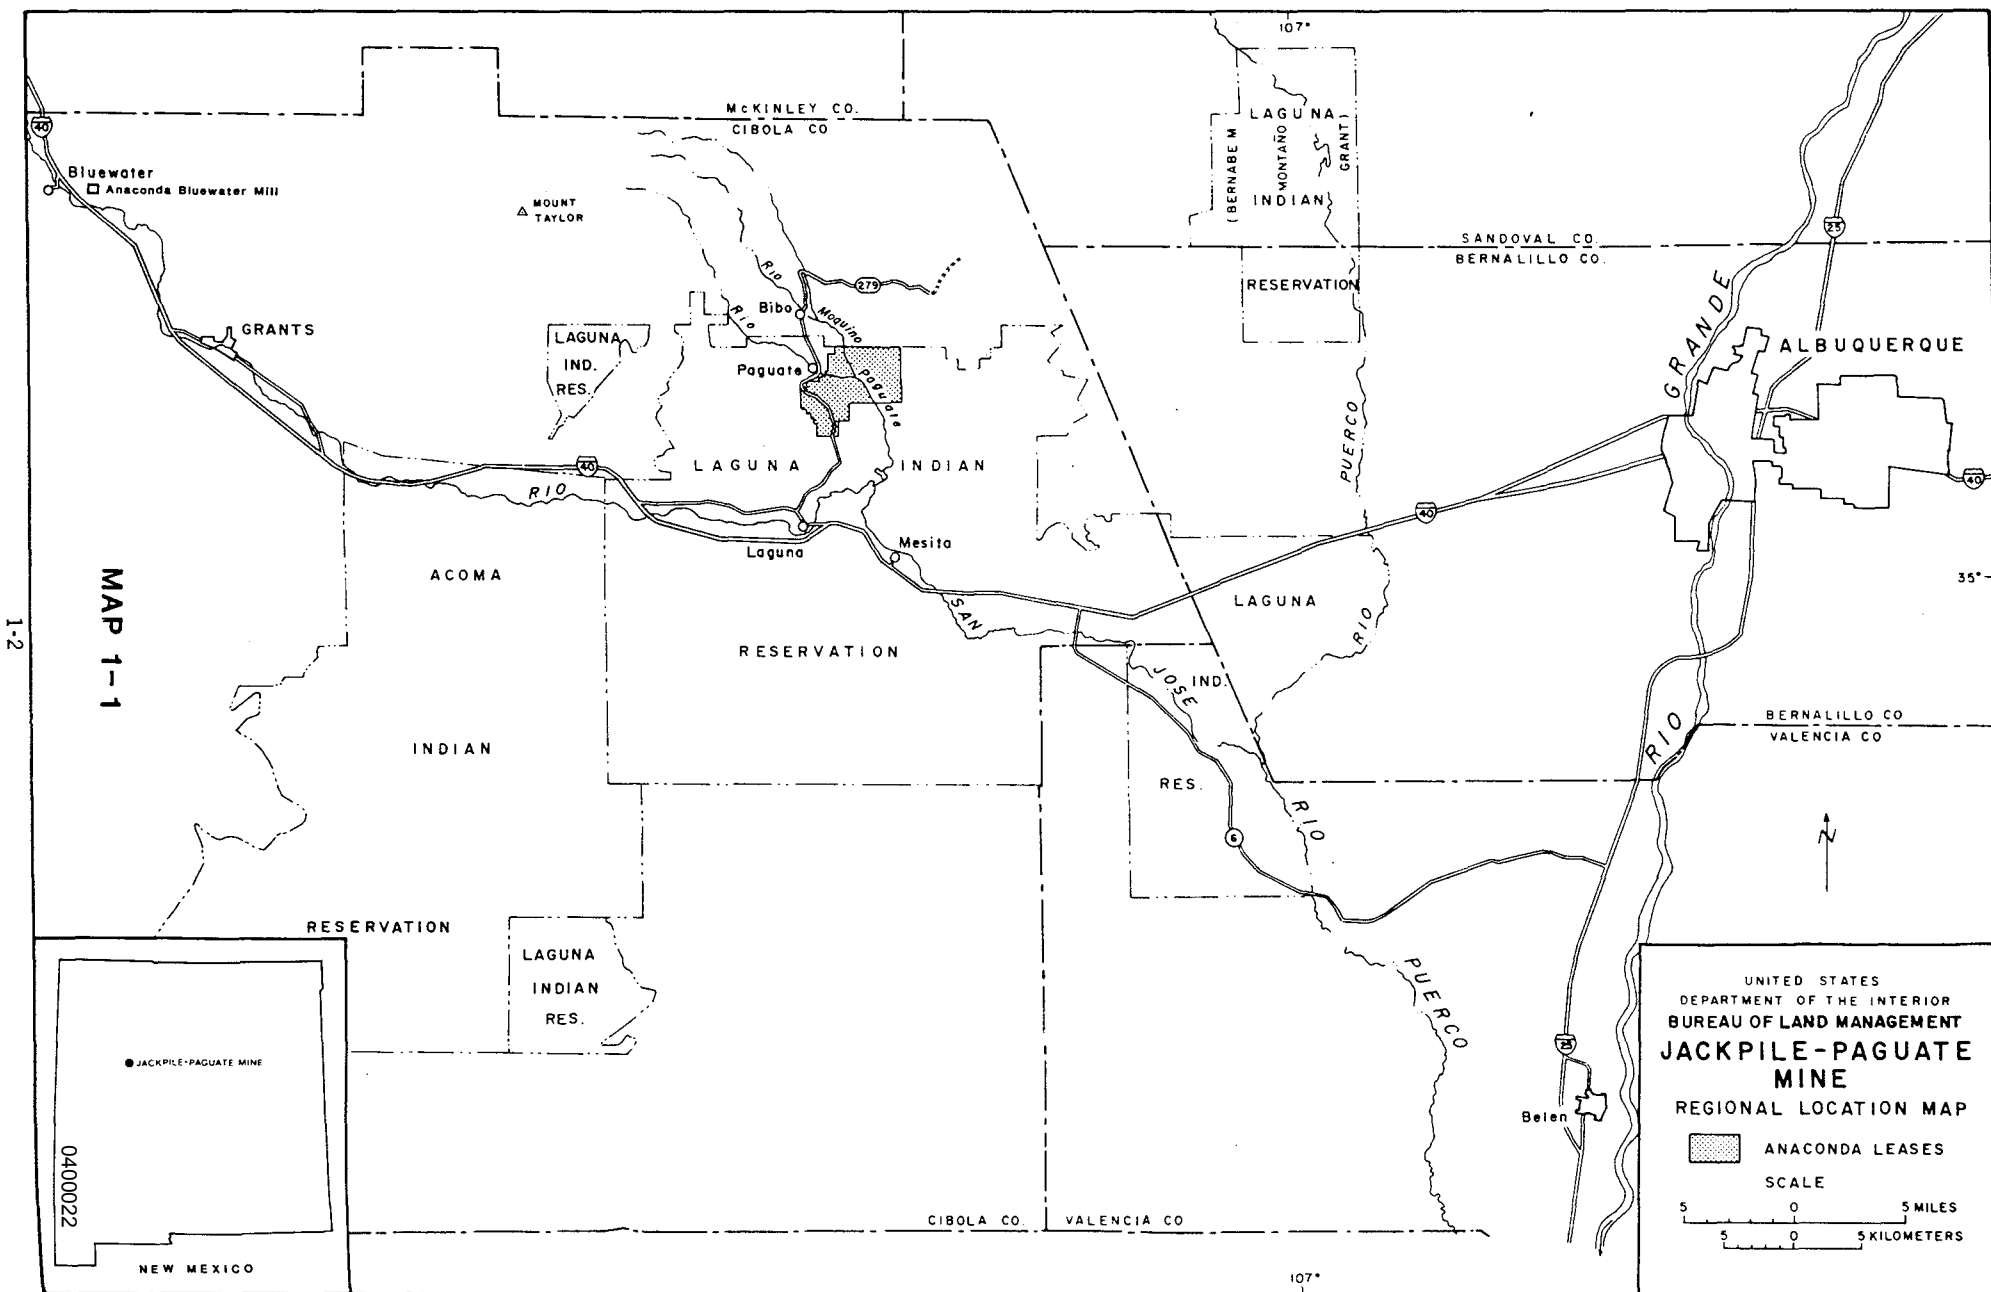 107°
McKINLEY CO.
CIBOLA CO
40
Bluewater
Anaconda Bluewater Mill
MOUNT
TAYLOR
LAGUNA
(BERNABE M
MONTAÑO
GRANT)
INDIAN
RESERVATION
SANDOVAL CO.
BERNALILLO CO.
25
RIO
279
Bibo
Moquino
RIO
Paguate
Paguate
GRANTS
LAGUNA
IND.
RES.
GRANDE
ALBUQUERQUE
PUERCO
LAGUNA INDIAN
40
RIO
40
40
Laguna
Mesita
35°
ACOMA
SAN
LAGUNA
RIO
MAP 1-1
1-2
RESERVATION
JOSE
IND.
RES.
RIO
BERNALILLO CO
VALENCIA CO
INDIAN
6
RIO
RESERVATION
LAGUNA
INDIAN
RES.
PUERCO
25
Belen
JACKPILE-PAGUATE MINE
0400022
NEW MEXICO
CIBOLA CO.
VALENCIA CO
107°
UNITED STATES
DEPARTMENT OF THE INTERIOR
BUREAU OF LAND MANAGEMENT
JACKPILE-PAGUATE
MINE
REGIONAL LOCATION MAP
ANACONDA LEASES
SCALE
5 0 5 MILES
5 0 5 KILOMETERS
N